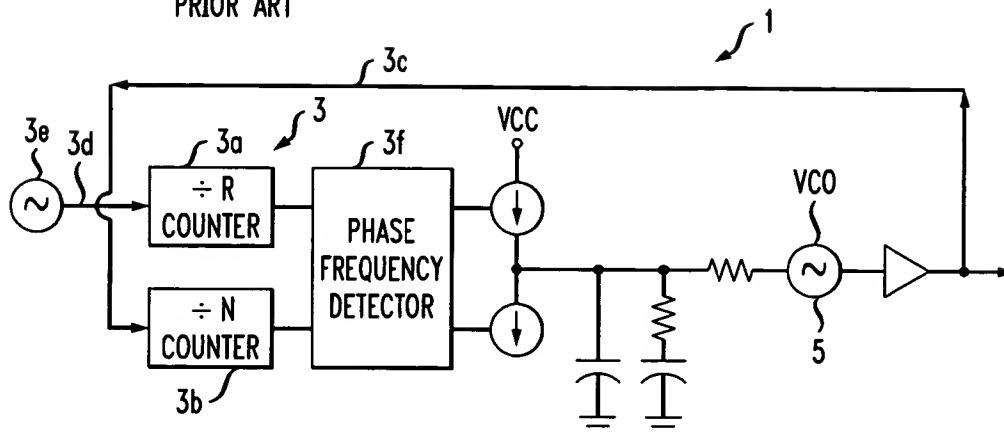 PRIOR ART
1
3c
3e
3d
3a
3
3f
VCC
÷ R
COUNTER
PHASE
FREQUENCY
DETECTOR
VCO
÷ N
COUNTER
3b
5
~
~